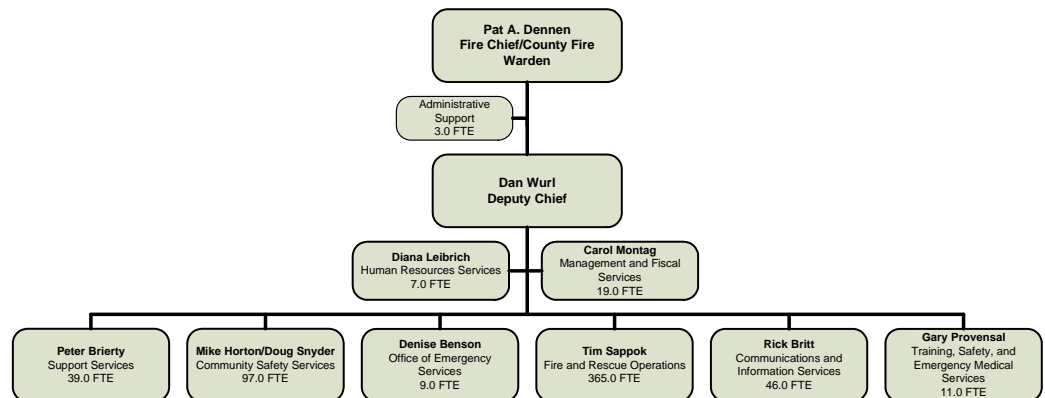 Pat A. Dennen
Fire Chief/County Fire
Warden
Administrative
Support
3.0 FTE
Dan Wurl
Deputy Chief
Diana Leibrich
Human Resources Services
7.0 FTE
Carol Montag
Management and Fiscal
Services
19.0 FTE
Peter Brierty
Support Services
39.0 FTE
Mike Horton/Doug Snyder
Community Safety Services
97.0 FTE
Denise Benson
Office of Emergency
Services
9.0 FTE
Tim Sappok
Fire and Rescue Operations
365.0 FTE
Rick Britt
Communications and
Information Services
46.0 FTE
Gary Provensal
Training, Safety, and
Emergency Medical
Services
11.0 FTE